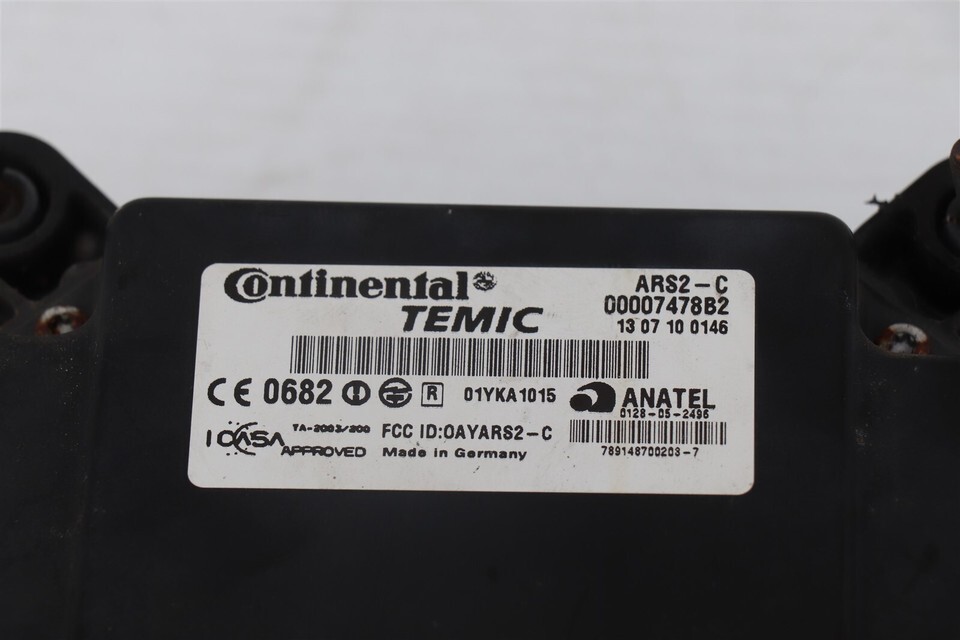 Continental
TEMIC
ARS2-C
00007478B2
13 07 10 0146
CE 0682
R
01YKA1015
ANATEL
0128-05-2496
ICASA
TA-2003/200
APPROVED
FCC ID:OAYARS2-C
Made in Germany
789148700203-7